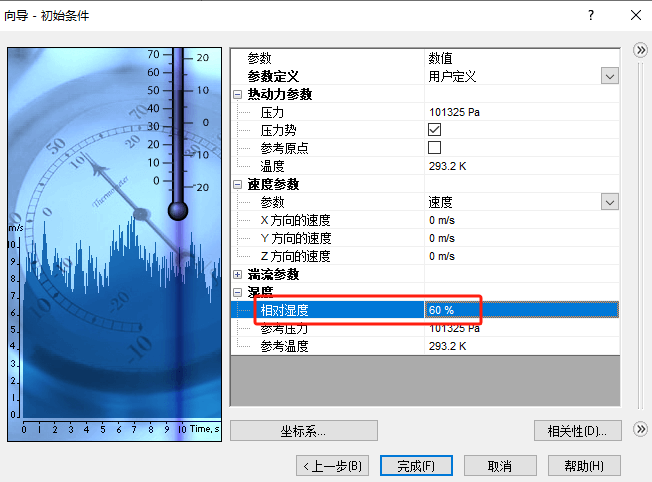 向导 - 初始条件
参数 数值
参数定义 用户定义
热动力参数
压力 101325 Pa
压力势
参考原点
温度 293.2 K
速度参数
参数 速度
X 方向的速度 0 m/s
Y 方向的速度 0 m/s
Z 方向的速度 0 m/s
湍流参数
湿度
相对湿度 60 %
参考压力 101325 Pa
参考温度 293.2 K
坐标系...
相关性(D)...
<上一步(B)
完成(F)
取消
帮助(H)
70
60
50
40
30
20
10
0
20
0
-20
Thermometer
m/s
10
9
8
7
6
5
4
3
2
1
0
0 1 2 3 4 5 6 7 8 9 10 Time, s